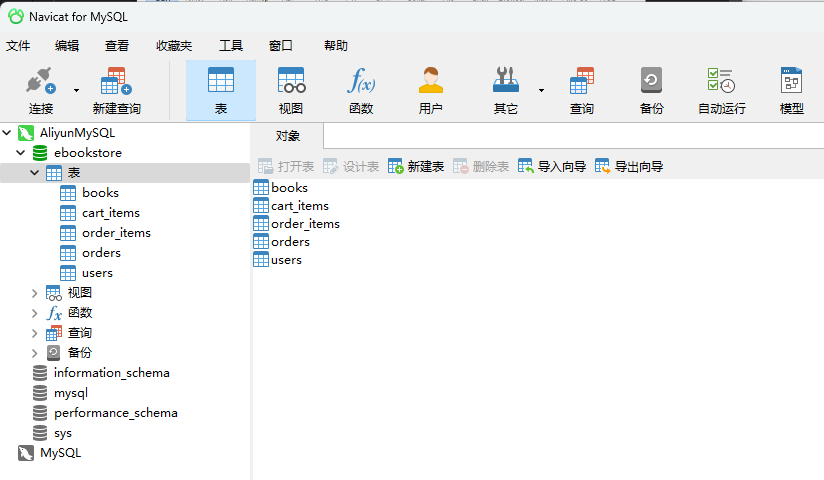 Navicat for MySQL
文件 编辑 查看 收藏夹 工具 窗口 帮助
f(x)
连接 新建查询 表 视图 函数 用户 其它 查询 备份 自动运行 模型
AliyunMySQL
对象
ebookstore
表
打开表 设计表 新建表 删除表 导入向导 导出向导
books
cart_items
order_items
orders
users
fx
视图
函数
查询
备份
information_schema
mysql
performance_schema
sys
MySQL
books
cart_items
order_items
orders
users